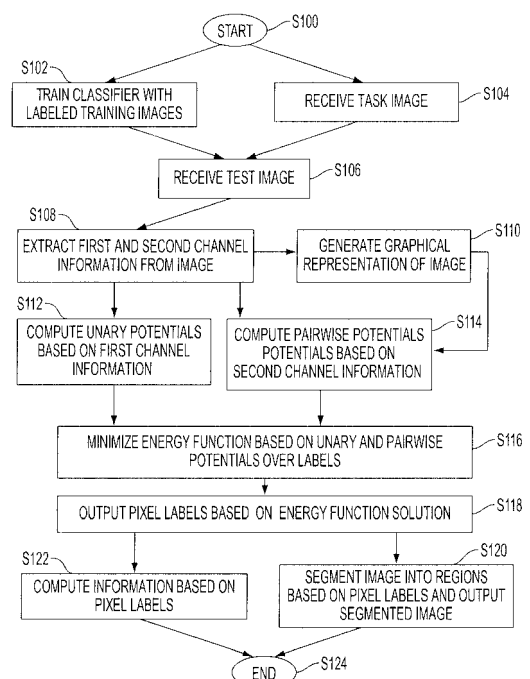 START
S100
S102
TRAIN CLASSIFIER WITH
LABELED TRAINING IMAGES
RECEIVE TASK IMAGE
S104
RECEIVE TEST IMAGE
S106
S108
EXTRACT FIRST AND SECOND CHANNEL
INFORMATION FROM IMAGE
GENERATE GRAPHICAL
REPRESENTATION OF IMAGE
S110
S112
COMPUTE UNARY POTENTIALS
BASED ON FIRST CHANNEL
INFORMATION
COMPUTE PAIRWISE POTENTIALS
POTENTIALS BASED ON
SECOND CHANNEL INFORMATION
S114
MINIMIZE ENERGY FUNCTION BASED ON UNARY AND PAIRWISE
POTENTIALS OVER LABELS
S116
OUTPUT PIXEL LABELS BASED ON ENERGY FUNCTION SOLUTION
S118
S122
COMPUTE INFORMATION BASED ON
PIXEL LABELS
S120
SEGMENT IMAGE INTO REGIONS
BASED ON PIXEL LABELS AND OUTPUT
SEGMENTED IMAGE
END
S124